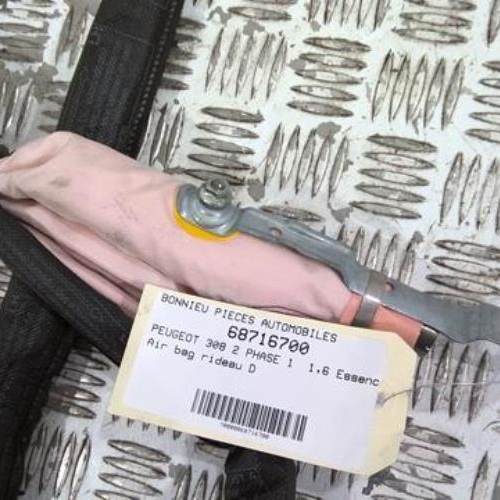 BONNIEU PIECES AUTOMOBILES
68716700
PEUGEOT 308 2 PHASE 1 1.6 Essenc
Air bag rideau D